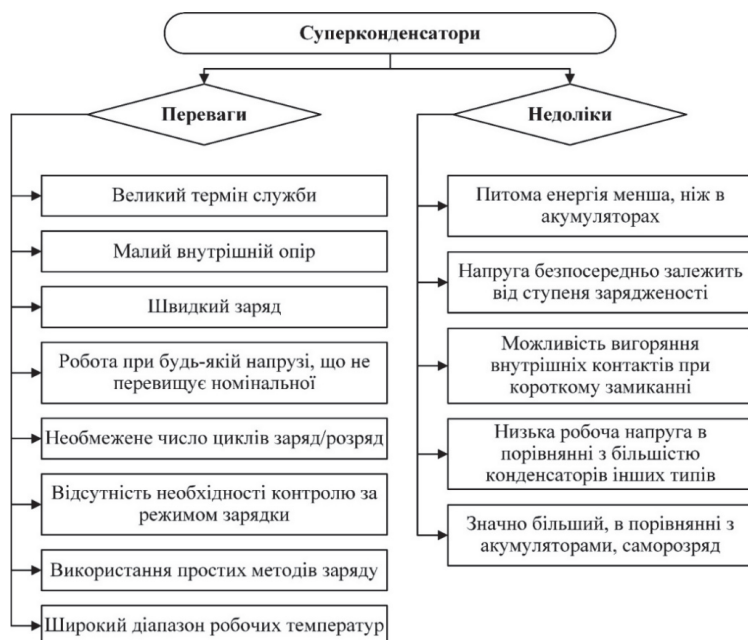 Суперконденсатори
Переваги
Великий термін служби
Малий внутрішній опір
Швидкий заряд
Робота при будь-якій напрузі, що не
перевищує номінальної
Необмежене число циклів заряд/розряд
Відсутність необхідності контролю за
режимом зарядки
Використання простих методів заряду
Широкий діапазон робочих температур
Недоліки
Питома енергія менша, ніж в
акумуляторах
Напруга безпосередньо залежить
від ступеня зарядженості
Можливість вигоряння
внутрішніх контактів при
короткому замиканні
Низька робоча напруга в
порівнянні з більшістю
конденсаторів інших типів
Значно більший, в порівнянні з
акумуляторами, саморозряд